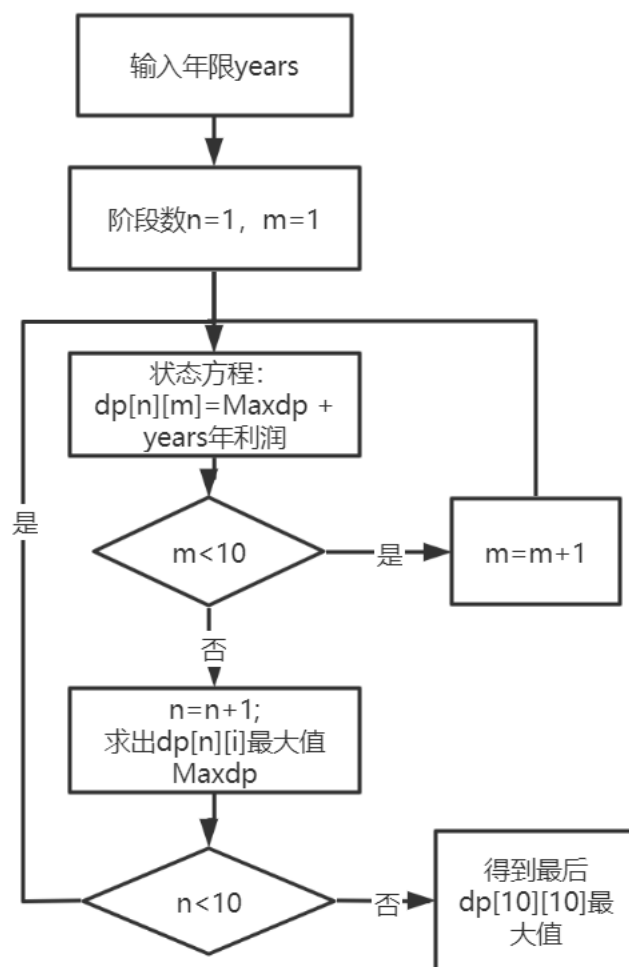 输入年限years
阶段数n=1，m=1
状态方程：
dp[n][m]=Maxdp +
years年利润
是
m<10
是
m=m+1
否
n=n+1;
求出dp[n][i]最大值
Maxdp
n<10
否
得到最后
dp[10][10]最
大值